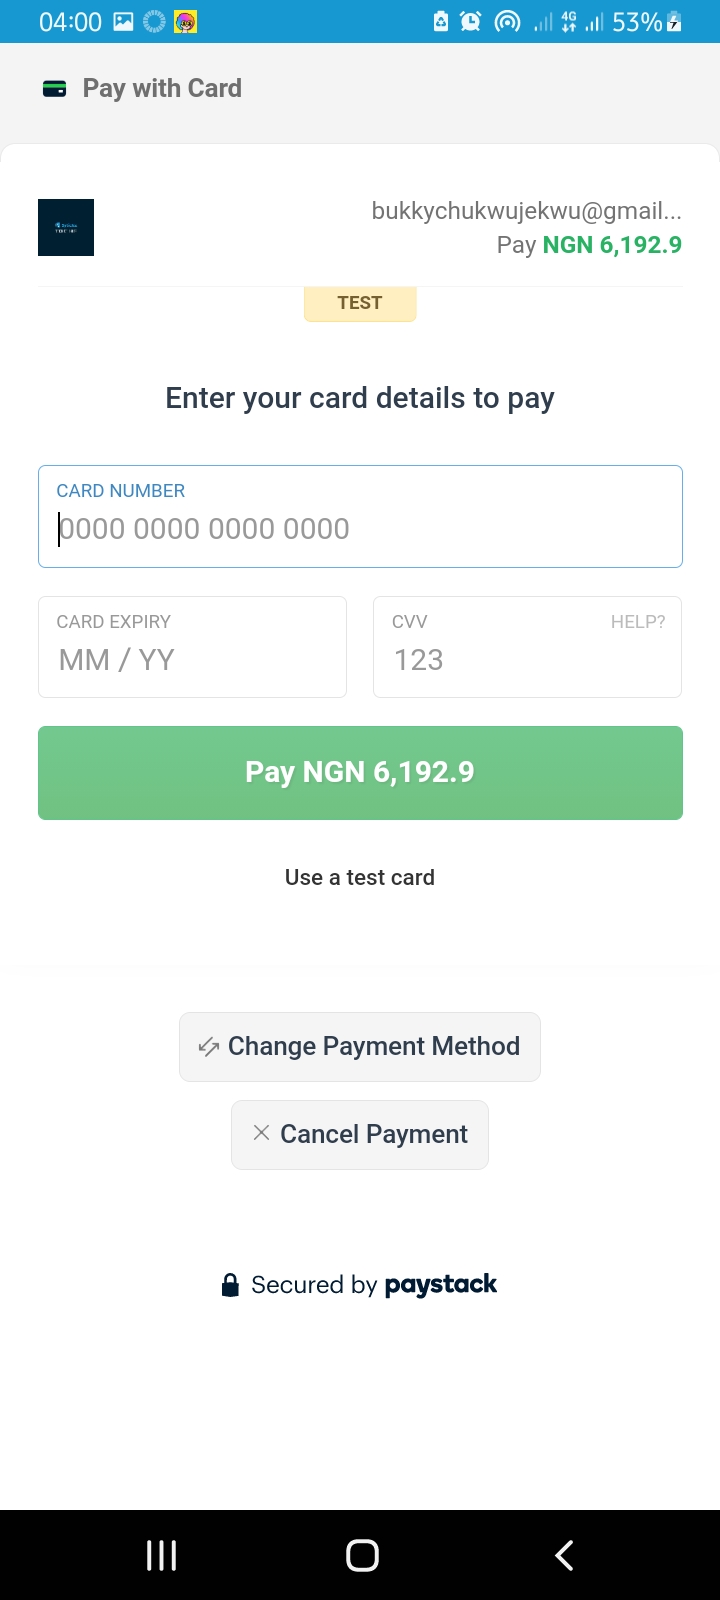 04:00 4G 53%
Pay with Card
bukkychukwujekwu@gmail...
Pay NGN 6,192.9
TEST
Enter your card details to pay
CARD NUMBER
0000 0000 0000 0000
CARD EXPIRY
MM / YY
CVV HELP?
123
Pay NGN 6,192.9
Use a test card
Change Payment Method
Cancel Payment
Secured by paystack